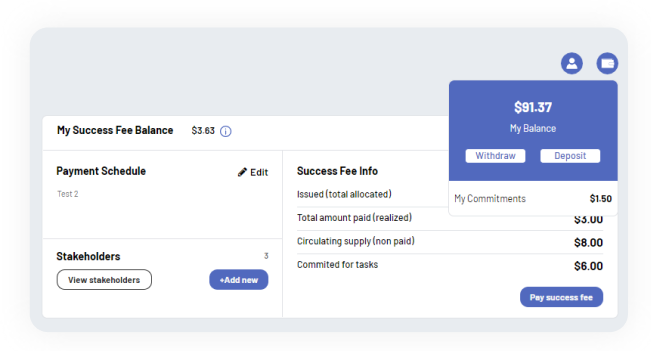 $91.37
My Balance
Withdraw Deposit
My Commitments $1.50
My Success Fee Balance $3.63
Payment Schedule Edit
Test 2
Stakeholders 3
View stakeholders +Add new
Success Fee Info
Issued (total allocated)
Total amount paid (realized) $3.00
Circulating supply (non paid) $8.00
Commited for tasks $6.00
Pay success fee